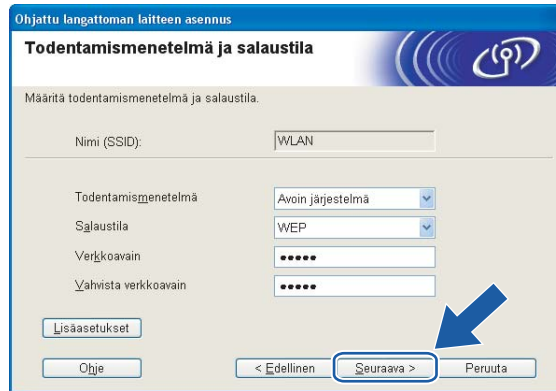 Ohjattu langattoman laitteen asennus
Todentamismenetelmä ja salaustila
Määritä todentamismenetelmä ja salaustila.
Nimi (SSID): WLAN
Todentamismenetelmä Avoin järjestelmä
Salaustila WEP
Verkkoavain •••••
Vahvista verkkoavain •••••
Lisäasetukset
Ohje < Edellinen Seuraava > Peruuta